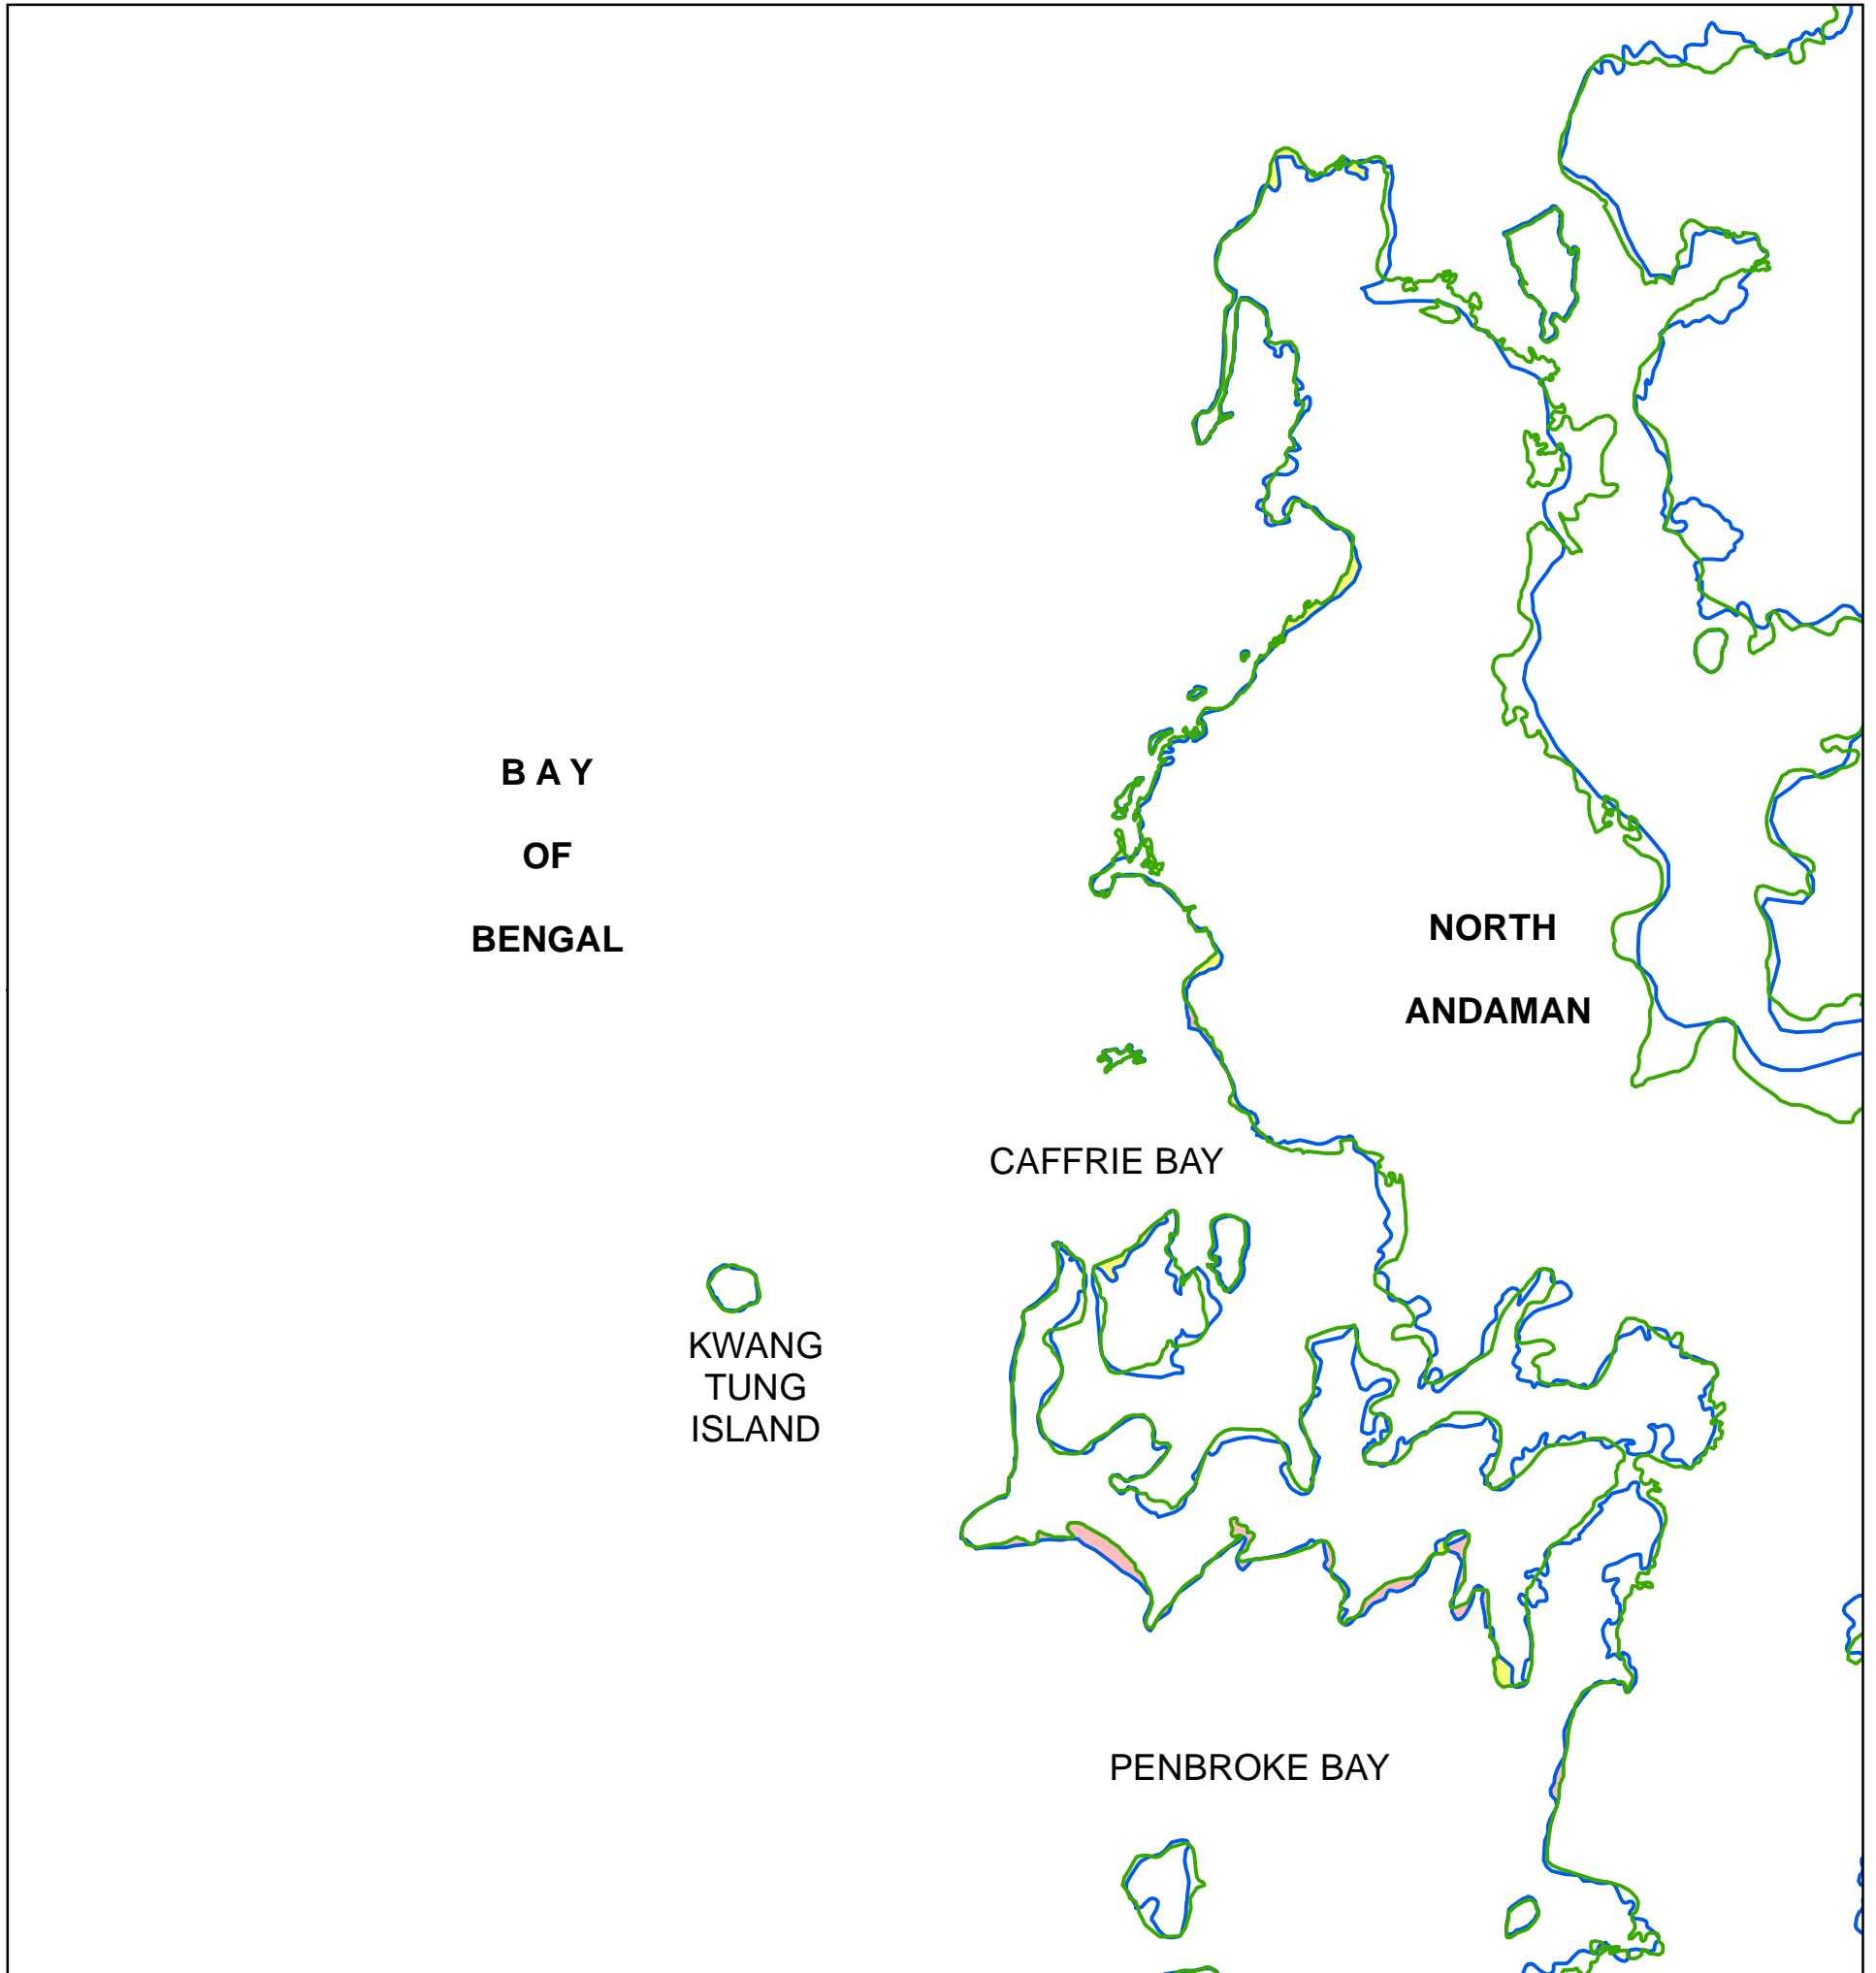 B A Y
OF
BENGAL
NORTH
ANDAMAN
CAFFRIE BAY
KWANG
TUNG
ISLAND
PENBROKE BAY